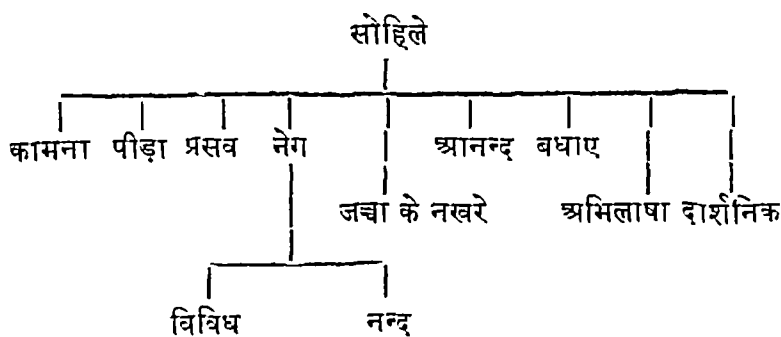 सोहिले
कामना पीड़ा प्रसव नेग आनन्द बधाए
जच्चा के नखरे अभिलाषा दार्शनिक
विविध नन्द